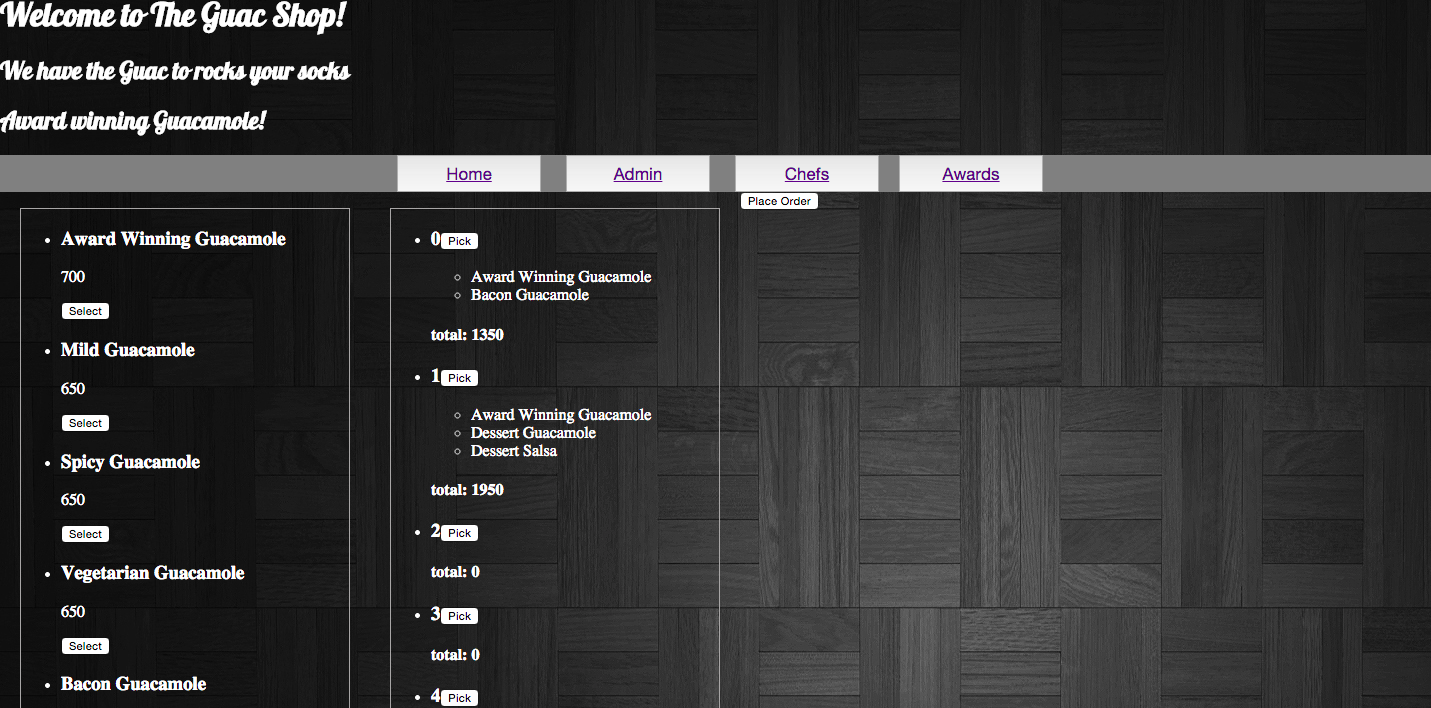 Welcome to The Guac Shop!
We have the Guac to rocks your socks
Award winning Guacamole!
Home
Admin
Chefs
Awards
Award Winning Guacamole
700
Select
Mild Guacamole
650
Select
Spicy Guacamole
650
Select
Vegetarian Guacamole
650
Select
Bacon Guacamole
0 Pick
Award Winning Guacamole
Bacon Guacamole
total: 1350
1 Pick
Award Winning Guacamole
Dessert Guacamole
Dessert Salsa
total: 1950
2 Pick
total: 0
3 Pick
total: 0
4 Pick
Place Order